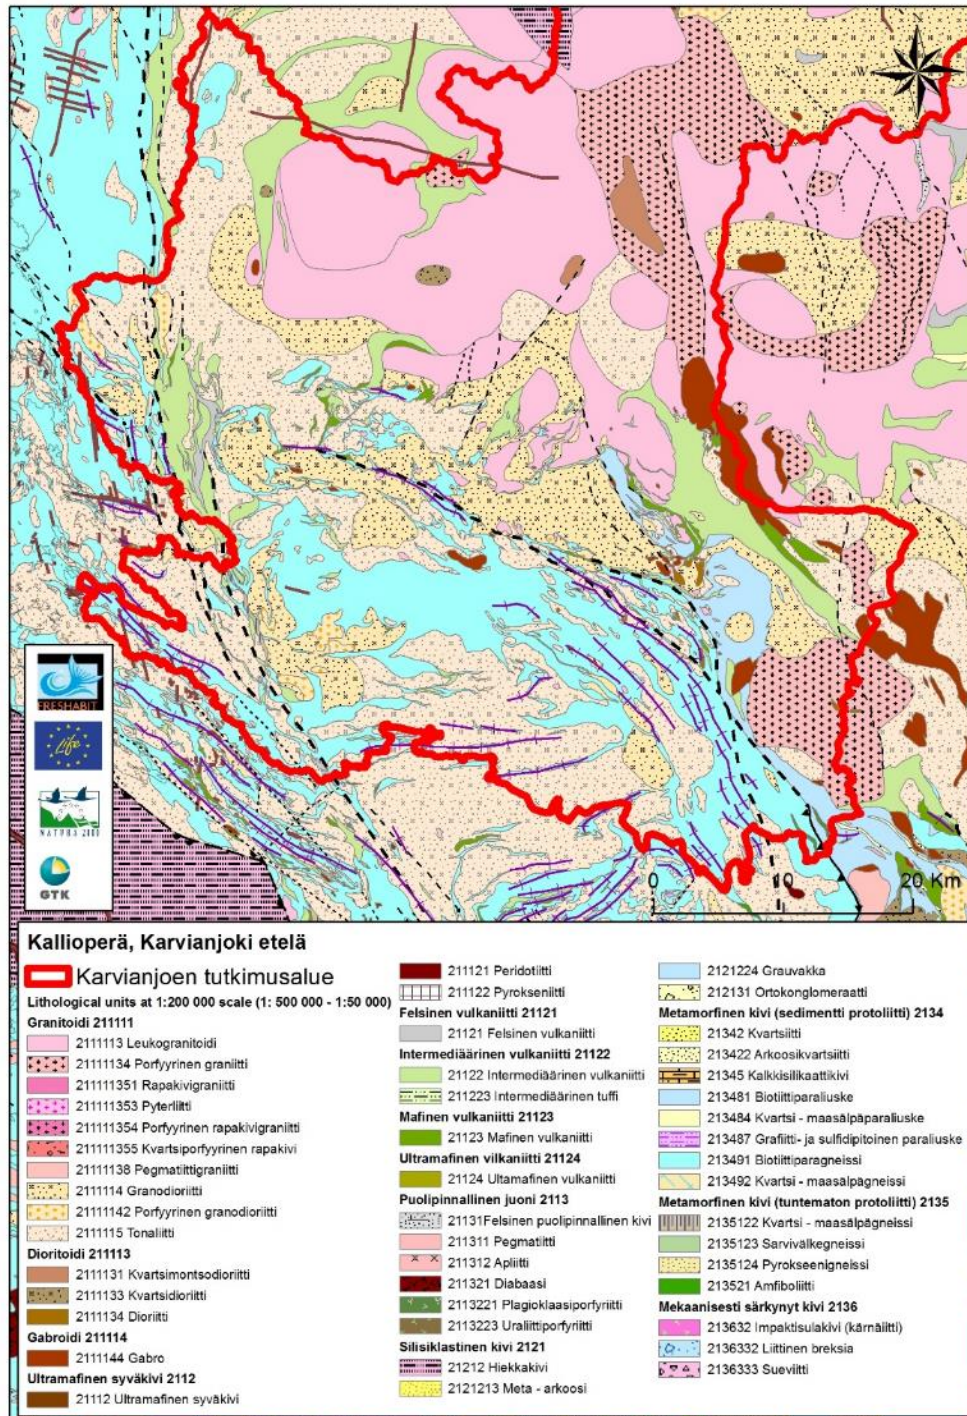 N
W
FRESHABIT
Life
NATURA 2000
GTK
0 10 20 Km
Kallioperä, Karvianjoki etelä
Karvianjoen tutkimusalue
Lithological units at 1:200 000 scale (1: 500 000 - 1:50 000)
Granitoidi 211111
2111113 Leukogranitoidi
21111134 Porfyyrinen graniitti
211111351 Rapakivigraniitti
211111353 Pyterliitti
211111354 Porfyyrinen rapakivigraniitti
211111355 Kvartsiporfyyrinen rapakivi
21111138 Pegmatiittigraniitti
2111114 Granodioriitti
21111142 Porfyyrinen granodioriitti
2111115 Tonaliitti
Dioritoidi 211113
2111131 Kvartsimontsodioriitti
2111133 Kvartsidioriitti
2111134 Dioriitti
Gabroidi 211114
2111144 Gabro
Ultramafinen syväkivi 2112
21112 Ultramafinen syväkivi
211121 Peridotiitti
211122 Pyrokseniitti
Felsinen vulkaniitti 21121
21121 Felsinen vulkaniitti
Intermediäärinen vulkaniitti 21122
21122 Intermediäärinen vulkaniitti
211223 Intermediäärinen tuffi
Mafinen vulkaniitti 21123
21123 Mafinen vulkaniitti
Ultramafinen vilkaniitti 21124
21124 Ultamafinen vulkaniitti
Puolipinnallinen juoni 2113
21131Felsinen puolipinnallinen kivi
211311 Pegmatiitti
211312 Apliitti
211321 Diabaasi
2113221 Plagioklaasiporfyriitti
2113223 Uraliittiporfyriitti
Silisiklastinen kivi 2121
21212 Hiekkakivi
2121213 Meta - arkoosi
2121224 Grauvakka
212131 Ortokonglomeraatti
Metamorfinen kivi (sedimentti protoliitti) 2134
21342 Kvartsiitti
213422 Arkoosikvartsiitti
21345 Kalkkisilikaattikivi
213481 Biotiittiparaliuske
213484 Kvartsi - maasälpäparaliuske
213487 Grafiitti- ja sulfidipitoinen paraliuske
213491 Biotiittiparagneissi
213492 Kvartsi - maasälpägneissi
Metamorfinen kivi (tuntematon protoliitti) 2135
2135122 Kvartsi - maasälpägneissi
2135123 Sarvivälkegneissi
2135124 Pyrokseenigneissi
213521 Amfiboliitti
Mekaanisesti särkynyt kivi 2136
213632 Impaktisulakivi (kärnäiitti)
2136332 Liittinen breksia
2136333 Sueviitti